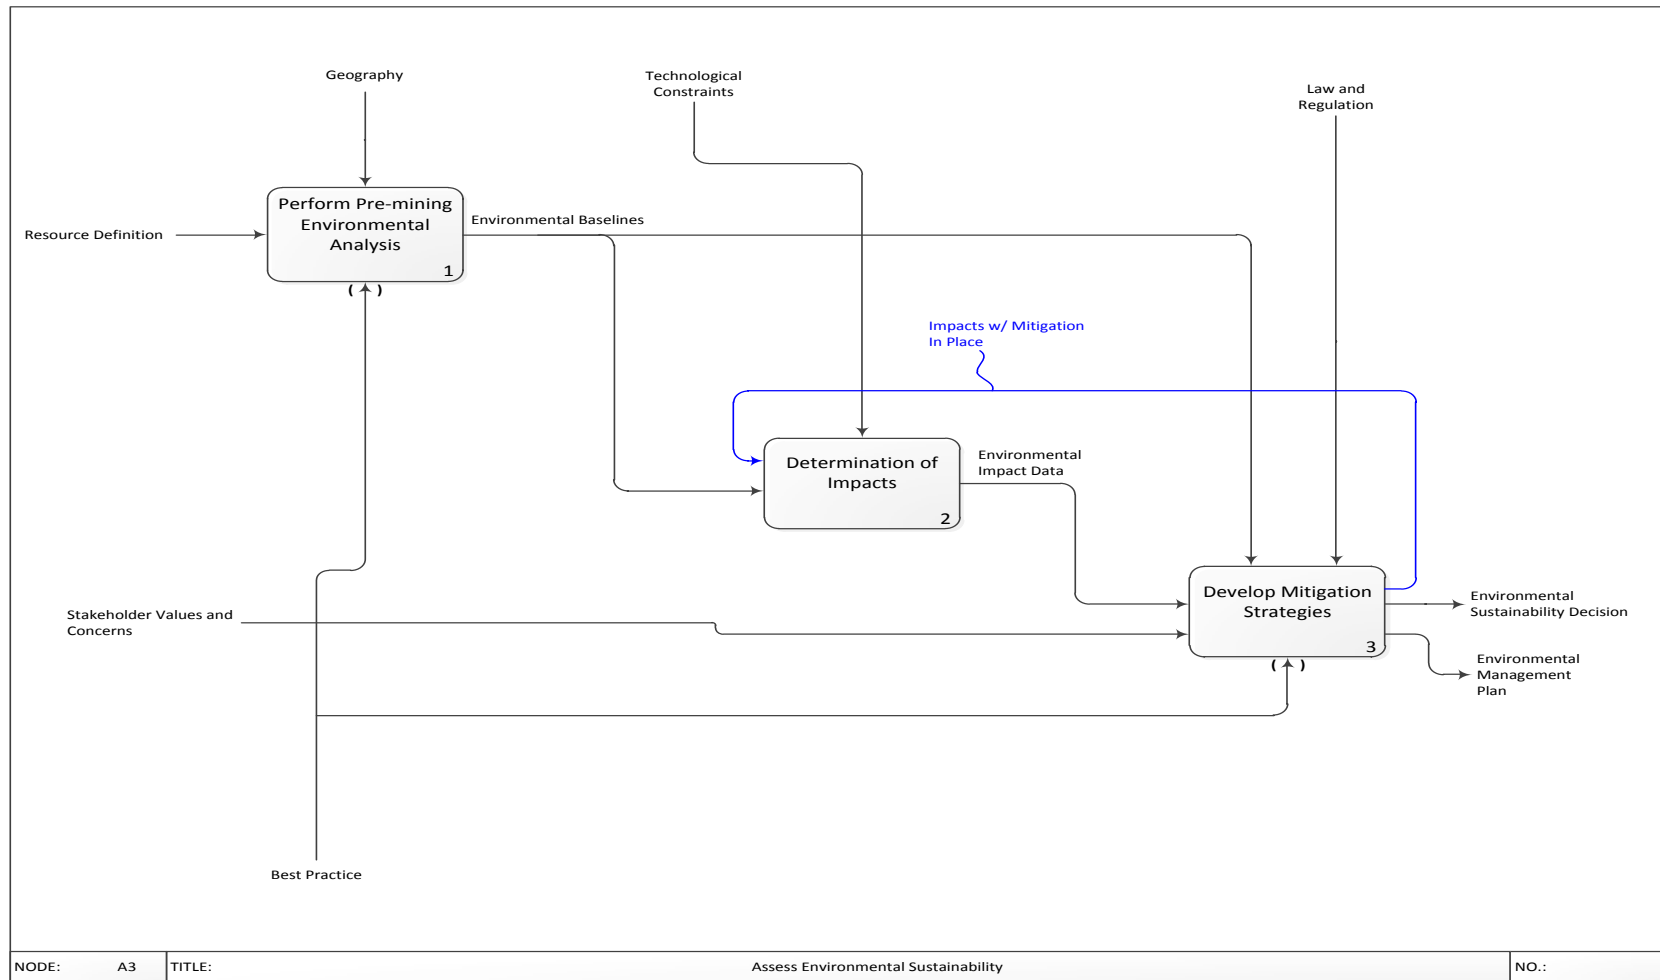 Geography
Technological
Constraints
Law and
Regulation
Perform Pre-mining
Environmental
Analysis
1
Resource Definition
Environmental Baselines
( )
Impacts w/ Mitigation
In Place
Determination of
Impacts
2
Environmental
Impact Data
Develop Mitigation
Strategies
3
Stakeholder Values and
Concerns
Environmental
Sustainability Decision
( )
Environmental
Management
Plan
Best Practice
NODE: A3
TITLE: Assess Environmental Sustainability
NO.: